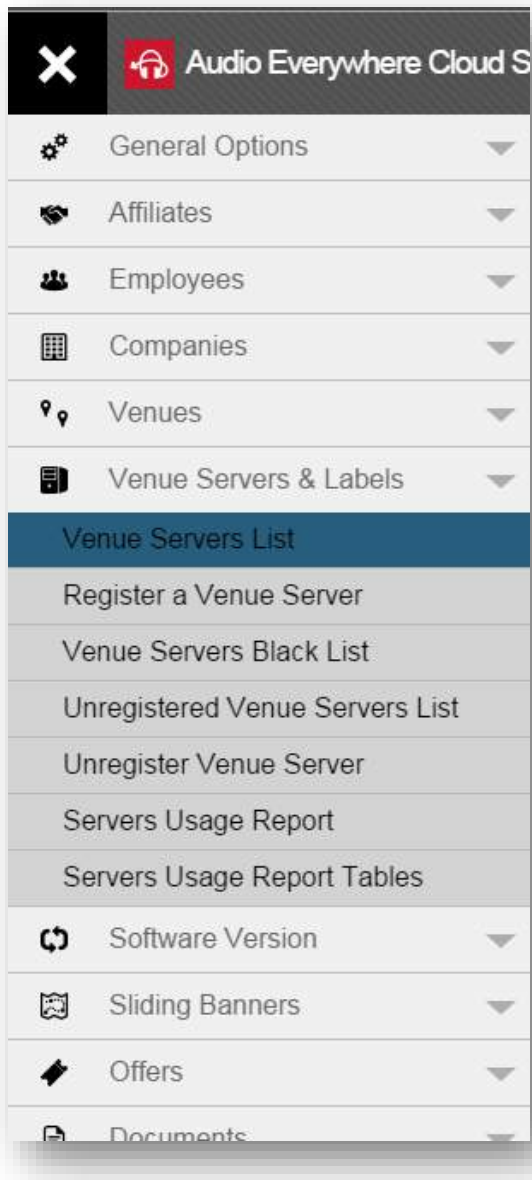 Audio Everywhere Cloud S
General Options
Affiliates
Employees
Companies
Venues
Venue Servers & Labels
Venue Servers List
Register a Venue Server
Venue Servers Black List
Unregistered Venue Servers List
Unregister Venue Server
Servers Usage Report
Servers Usage Report Tables
Software Version
Sliding Banners
Offers
Documents